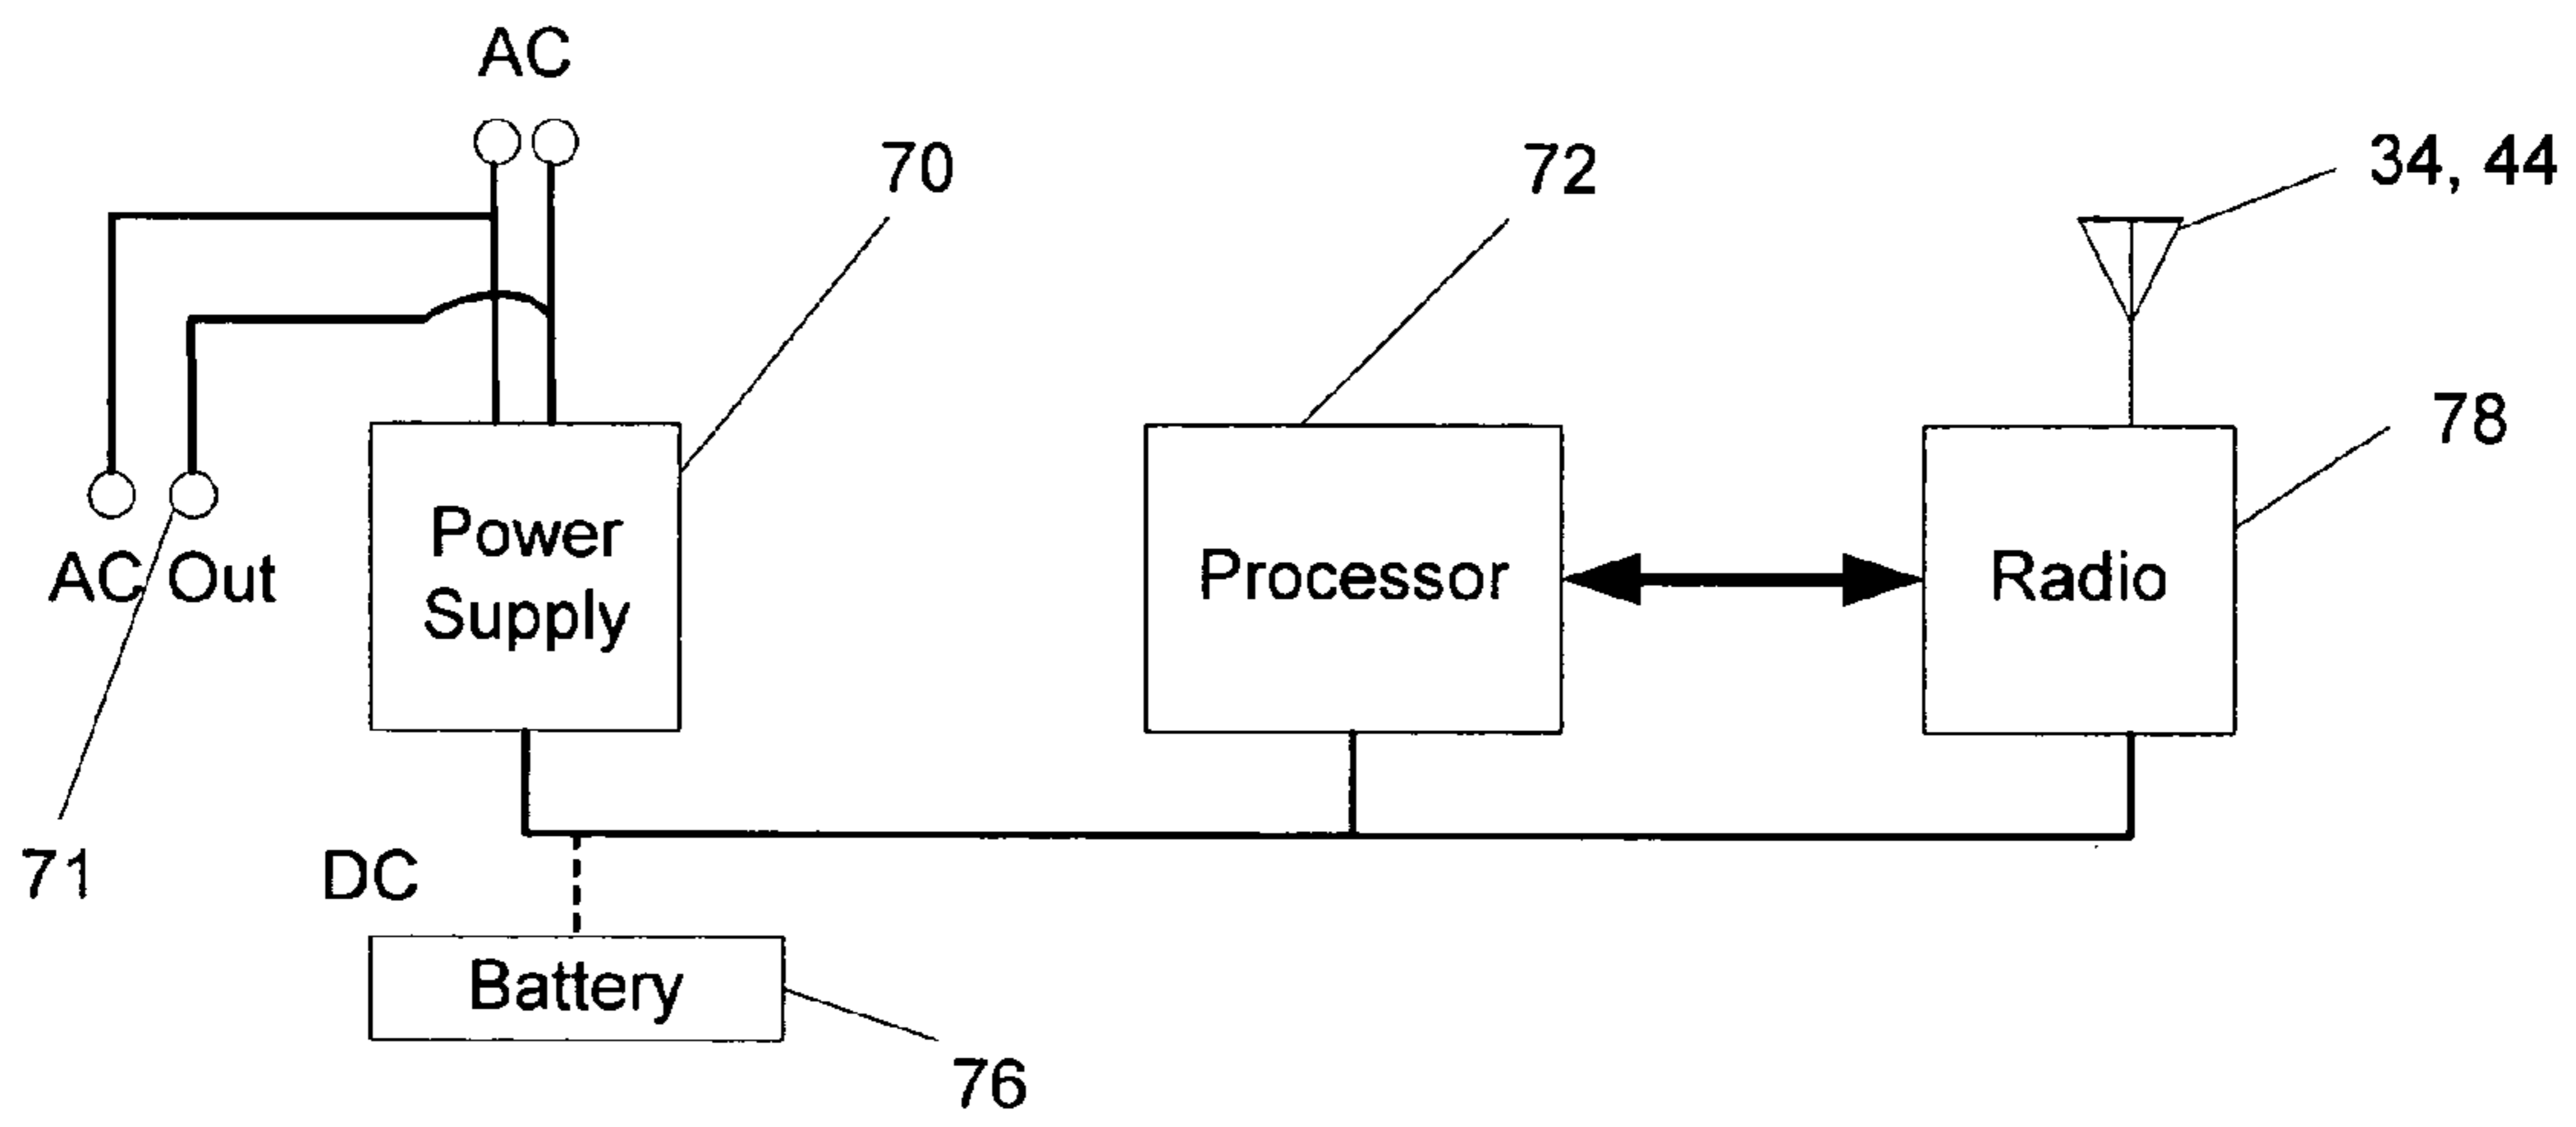 AC
70
72
34, 44
78
Power
Supply
Processor
Radio
AC Out
71
DC
Battery
76